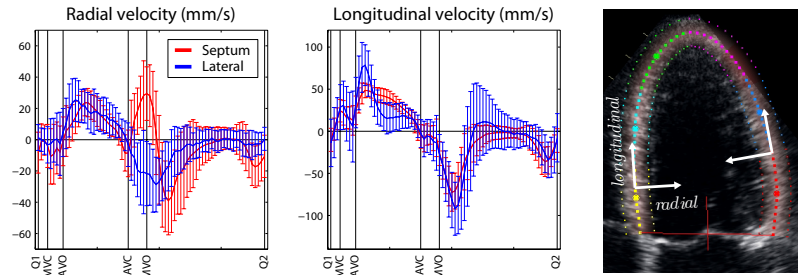 Radial velocity (mm/s)
60
40
20
0
−20
−40
−60
Septum
Lateral
Q1
MVC
AVO
AVC
MVO
Q2
Longitudinal velocity (mm/s)
100
50
0
−50
−100
Q1
MVC
AVO
AVC
MVO
Q2
longitudinal
radial